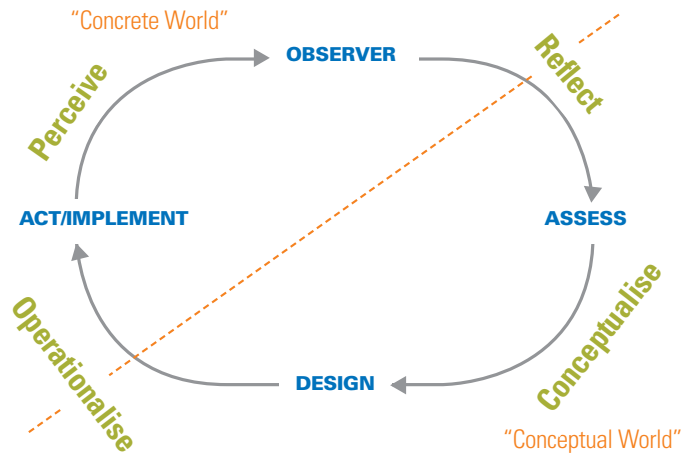 “Concrete World”
OBSERVER
Reflect
Perceive
ACT/IMPLEMENT
ASSESS
Operationalise
Conceptualise
DESIGN
“Conceptual World”